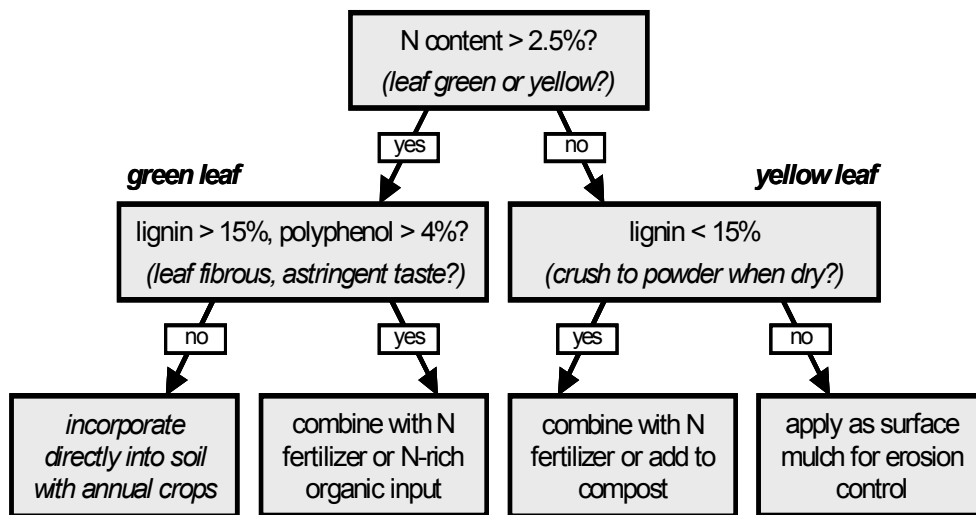 N content > 2.5%?
(leaf green or yellow?)
yes
no
green leaf
yellow leaf
lignin > 15%, polyphenol > 4%?
(leaf fibrous, astringent taste?)
lignin < 15%
(crush to powder when dry?)
no
yes
yes
no
incorporate
directly into soil
with annual crops
combine with N
fertilizer or N-rich
organic input
combine with N
fertilizer or add to
compost
apply as surface
mulch for erosion
control